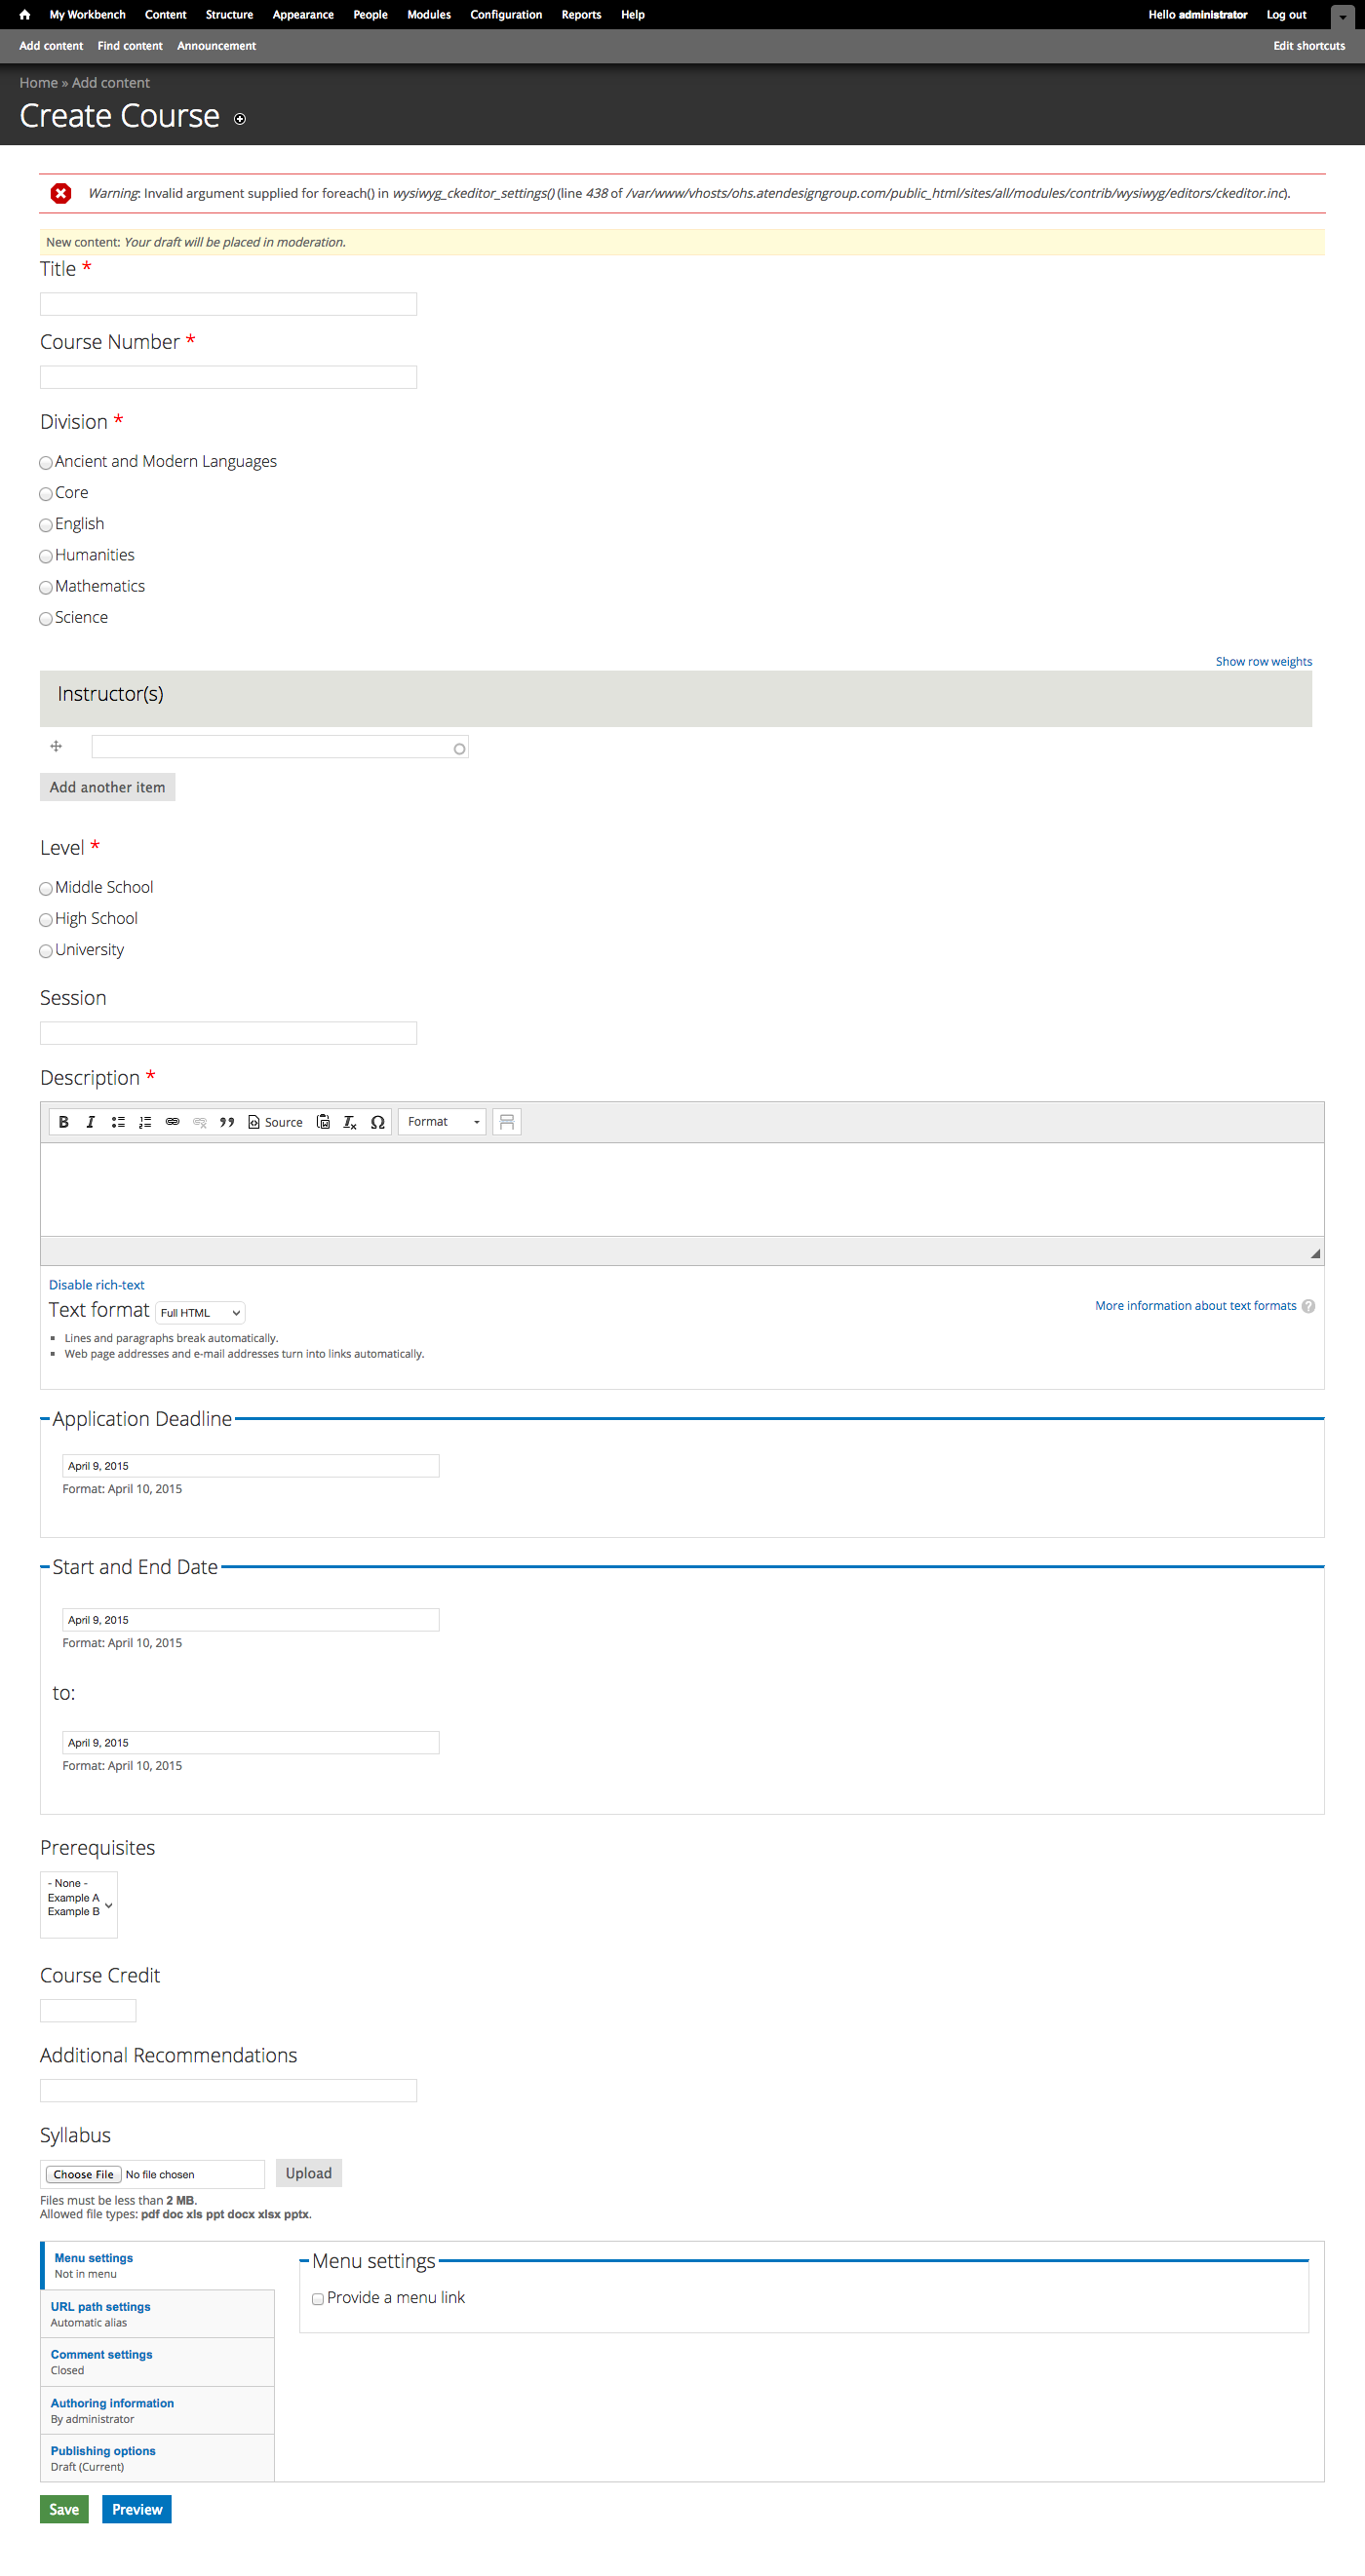 My Workbench Content Structure Appearance People Modules Configuration Reports Help Hello administrator Log out
Add content Find content Announcement Edit shortcuts
Home » Add content
Create Course
Warning: Invalid argument supplied for foreach() in wysiwyg_ckeditor_settings() (line 438 of /var/www/vhosts/ohs.atendesigngroup.com/public_html/sites/all/modules/contrib/wysiwyg/editors/ckeditor.inc).
New content: Your draft will be placed in moderation.
Title *
Course Number *
Division *
Ancient and Modern Languages
Core
English
Humanities
Mathematics
Science
Show row weights
Instructor(s)
Add another item
Level *
Middle School
High School
University
Session
Description *
B I Source Ω Format
Disable rich-text
Text format Full HTML More information about text formats ?
Lines and paragraphs break automatically.
Web page addresses and e-mail addresses turn into links automatically.
Application Deadline
April 9, 2015
Format: April 10, 2015
Start and End Date
April 9, 2015
Format: April 10, 2015
to:
April 9, 2015
Format: April 10, 2015
Prerequisites
- None -
Example A
Example B
Course Credit
Additional Recommendations
Syllabus
Choose File No file chosen Upload
Files must be less than 2 MB.
Allowed file types: pdf doc xls ppt docx xlsx pptx.
Menu settings
Not in menu
URL path settings
Automatic alias
Comment settings
Closed
Authoring information
By administrator
Publishing options
Draft (Current)
Menu settings
Provide a menu link
Save Preview